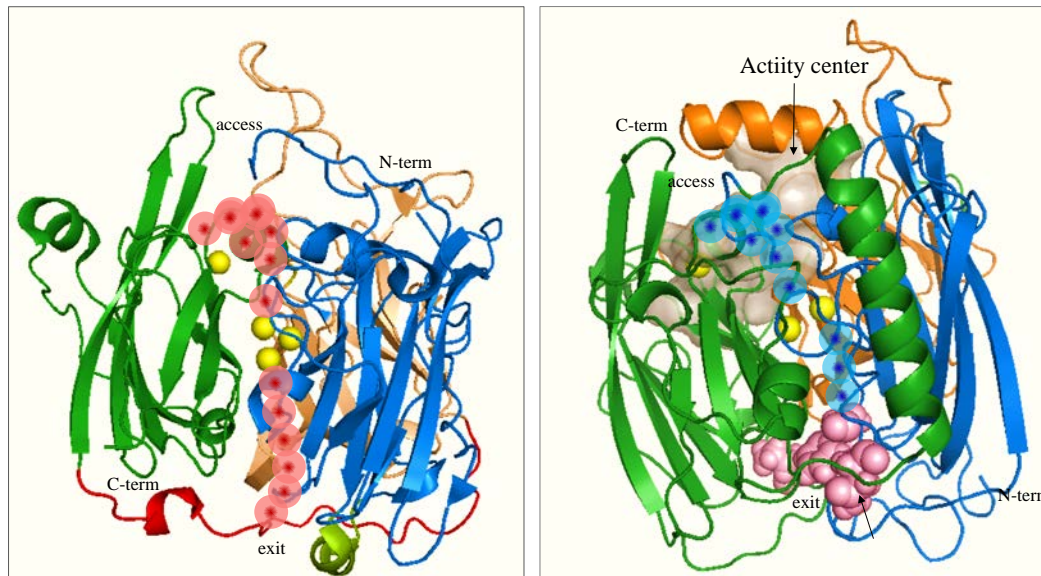 access
N-term
C-term
exit
Actiity center
C-term
access
exit
N-term